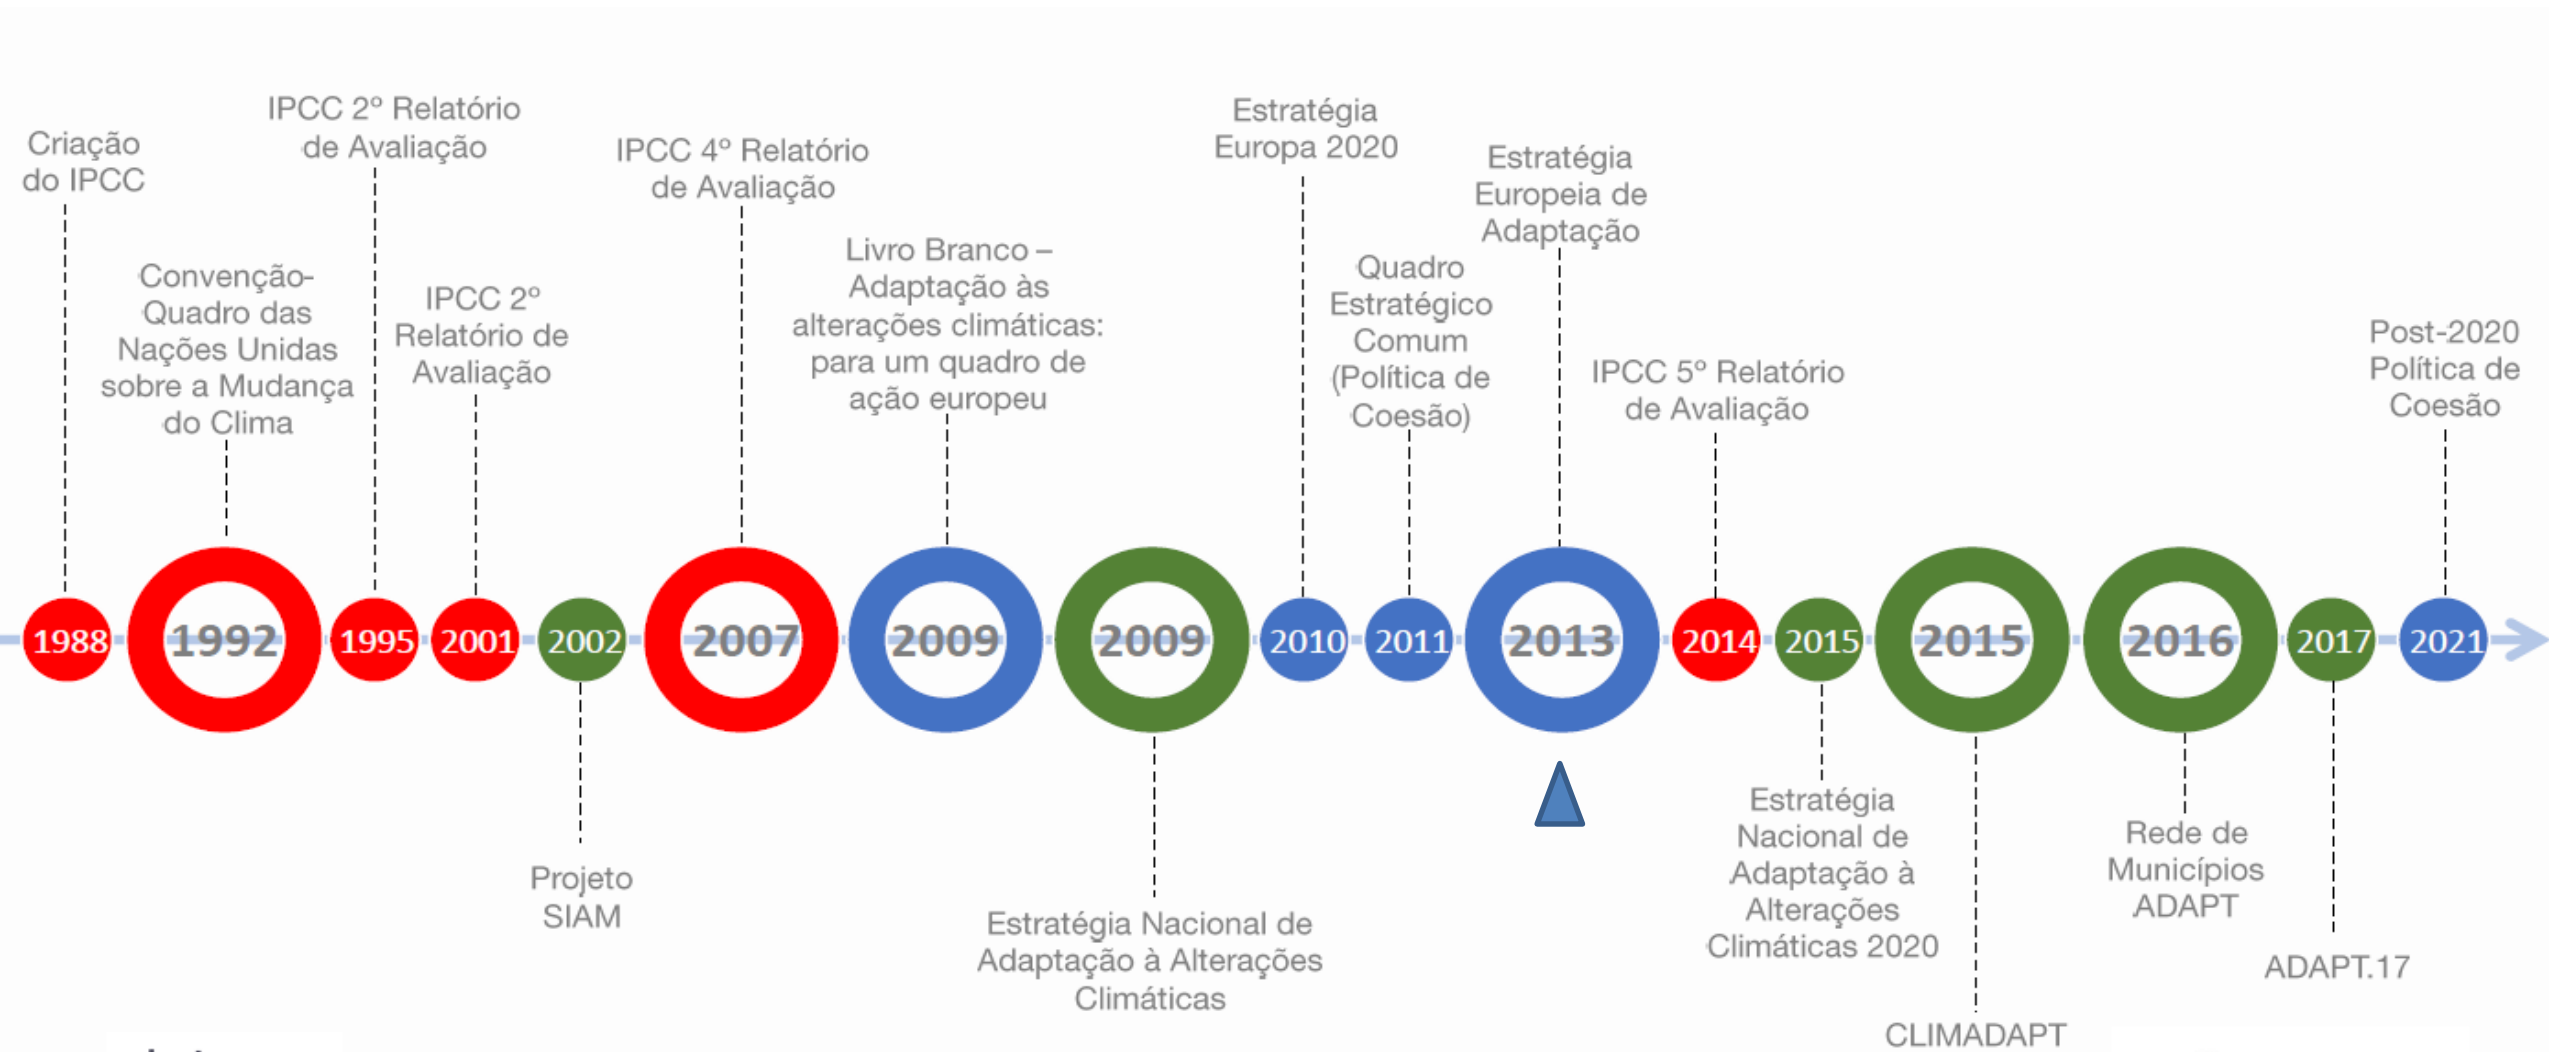 Criação
do IPCC
Convenção-
Quadro das
Nações Unidas
sobre a Mudança
do Clima
IPCC 2º Relatório
de Avaliação
IPCC 2º
Relatório de
Avaliação
IPCC 4º Relatório
de Avaliação
Livro Branco –
Adaptação às
alterações climáticas:
para um quadro de
ação europeu
Estratégia
Europa 2020
Quadro
Estratégico
Comum
(Política de
Coesão)
Estratégia
Europeia de
Adaptação
IPCC 5º Relatório
de Avaliação
Post-2020
Política de
Coesão
1988
1992
1995
2001
2002
2007
2009
2009
2010
2011
2013
2014
2015
2015
2016
2017
2021
Projeto
SIAM
Estratégia Nacional de
Adaptação à Alterações
Climáticas
Estratégia
Nacional de
Adaptação à
Alterações
Climáticas 2020
CLIMADAPT
Rede de
Municípios
ADAPT
ADAPT.17